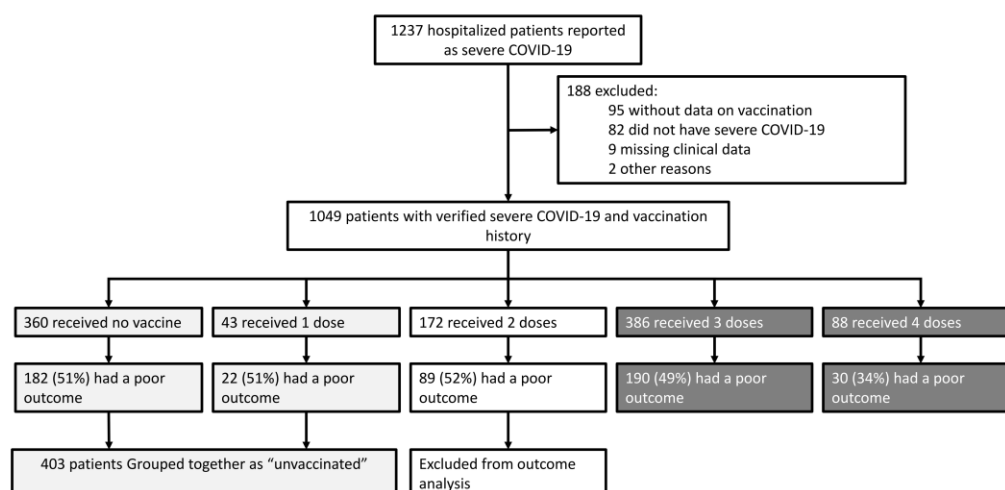 1237 hospitalized patients reported
as severe COVID-19
188 excluded:
95 without data on vaccination
82 did not have severe COVID-19
9 missing clinical data
2 other reasons
1049 patients with verified severe COVID-19 and vaccination
history
360 received no vaccine
43 received 1 dose
172 received 2 doses
386 received 3 doses
88 received 4 doses
182 (51%) had a poor
outcome
22 (51%) had a poor
outcome
89 (52%) had a poor
outcome
190 (49%) had a poor
outcome
30 (34%) had a poor
outcome
403 patients Grouped together as “unvaccinated”
Excluded from outcome
analysis